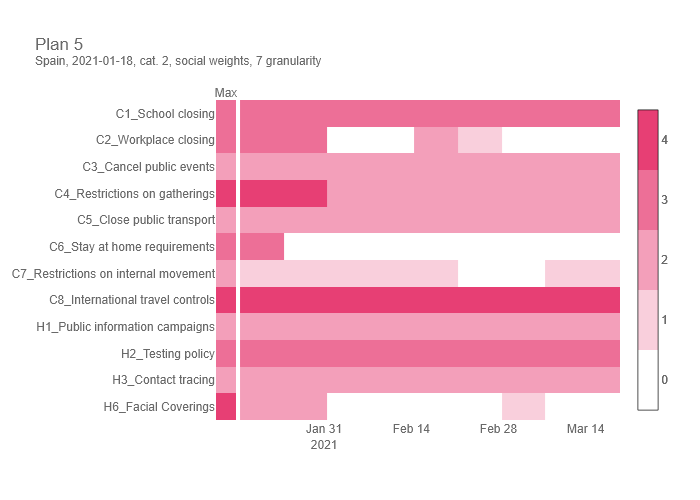 Plan 5
Spain, 2021-01-18, cat. 2, social weights, 7 granularity
Max
C1_School closing
C2_Workplace closing
C3_Cancel public events
C4_Restrictions on gatherings
C5_Close public transport
C6_Stay at home requirements
C7_Restrictions on internal movement
C8_International travel controls
H1_Public information campaigns
H2_Testing policy
H3_Contact tracing
H6_Facial Coverings
Jan 31 Feb 14 Feb 28 Mar 14
2021
4
3
2
1
0